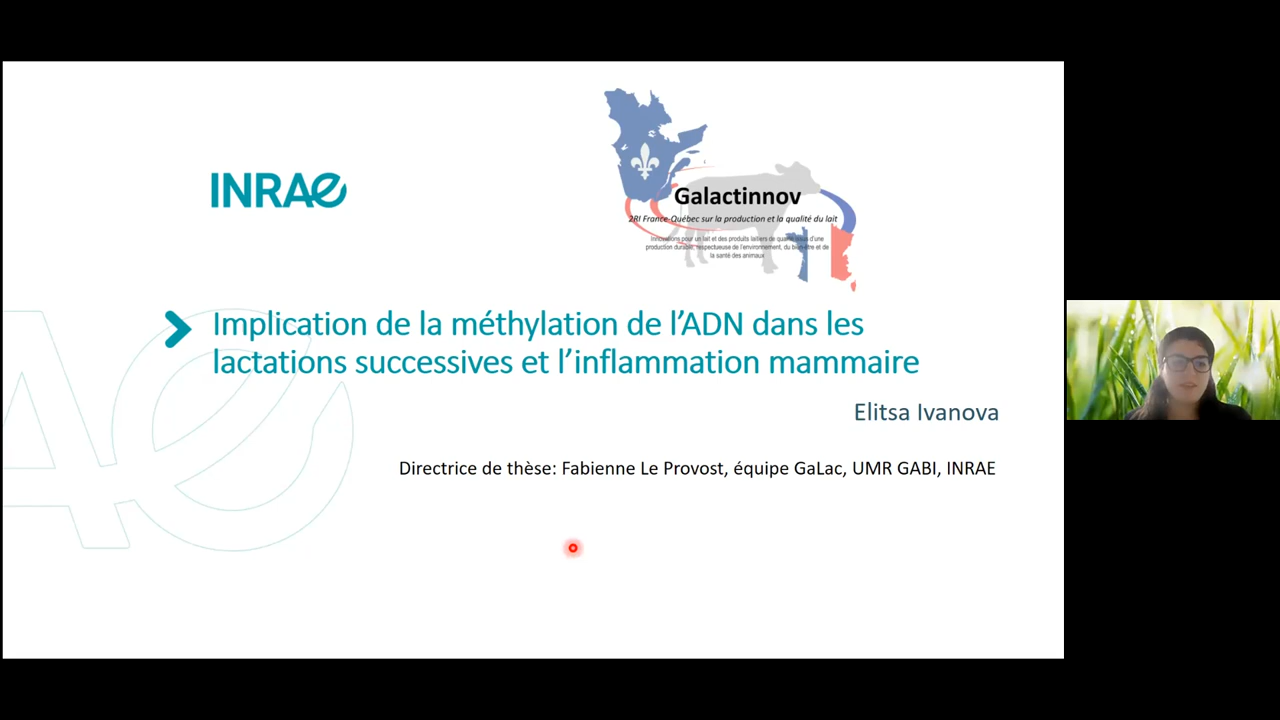 INRAE
Galactinnov
2RI France-Québec sur la production et la qualité du lait
Innovations pour un lait et des produits laitiers de qualité issus d'une
production durable, respectueuse de l'environnement, du bien-être et de
la santé des animaux
Implication de la méthylation de l'ADN dans les
lactations successives et l'inflammation mammaire
Elitsa Ivanova
Directrice de thèse: Fabienne Le Provost, équipe GaLac, UMR GABI, INRAE